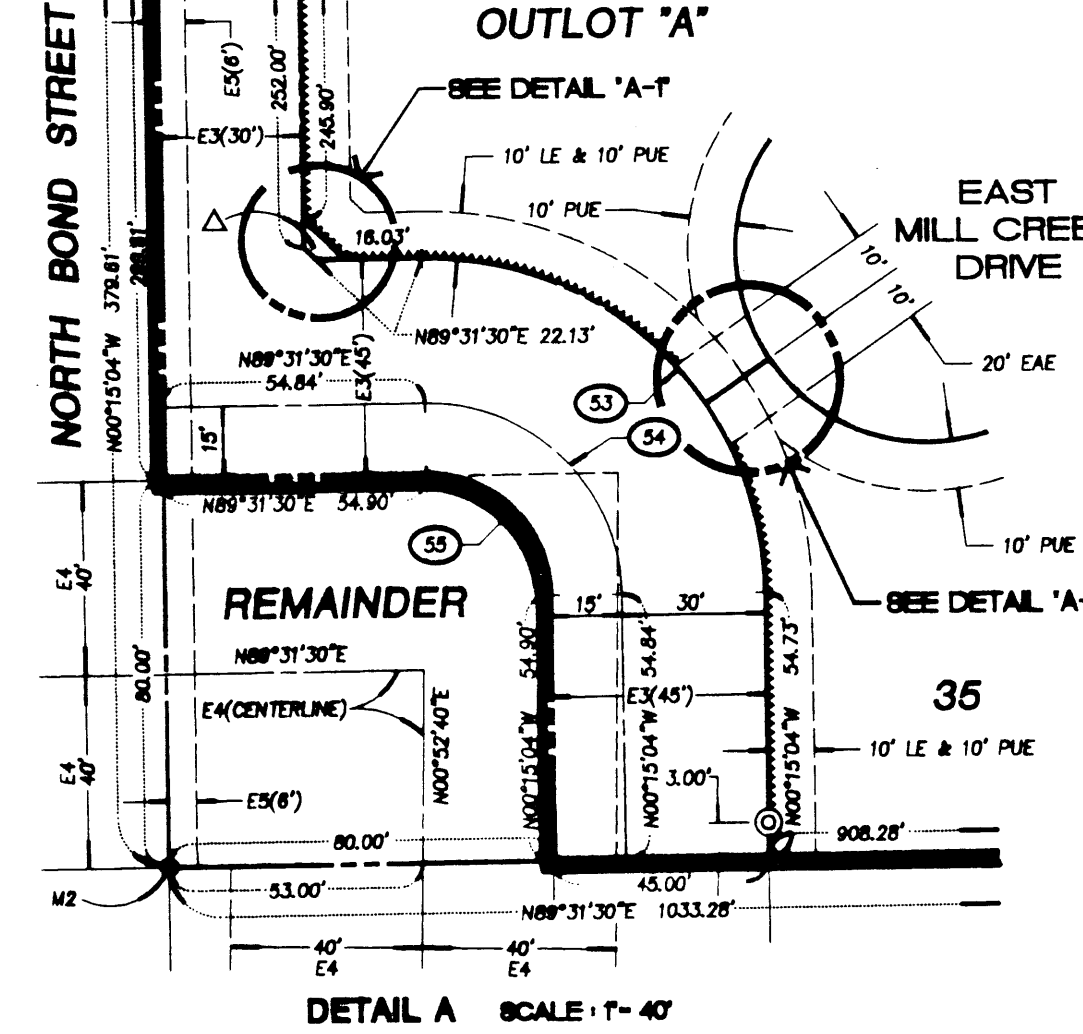 OUTLOT "A"
NORTH BOND STREET
E5(6')
252.00'
245.90'
SEE DETAIL 'A-1'
E3(30')
10' LE & 10' PUE
10' PUE
EAST
MILL CREE
DRIVE
16.03'
10'
10'
N00°15'04"W 379.81'
N89°31'30"E 22.13'
N89°31'30"E
54.84'
E3(45')
20' EAE
53
54
15'
N89°31'30"E 54.90'
55
10' PUE
E4
40'
REMAINDER
15'
30'
SEE DETAIL 'A-
N89°31'30"E
80.00'
54.90'
54.84'
54.73'
E4(CENTERLINE)
N00°52'40"E
E3(45')
35
N00°15'04"W
N00°15'04"W
N00°15'04"W
10' LE & 10' PUE
E4
40'
3.00'
E5(6')
80.00'
908.28'
M2
53.00'
45.00'
N89°31'30"E 1033.28'
40'
E4
40'
E4
DETAIL A SCALE : 1"= 40'